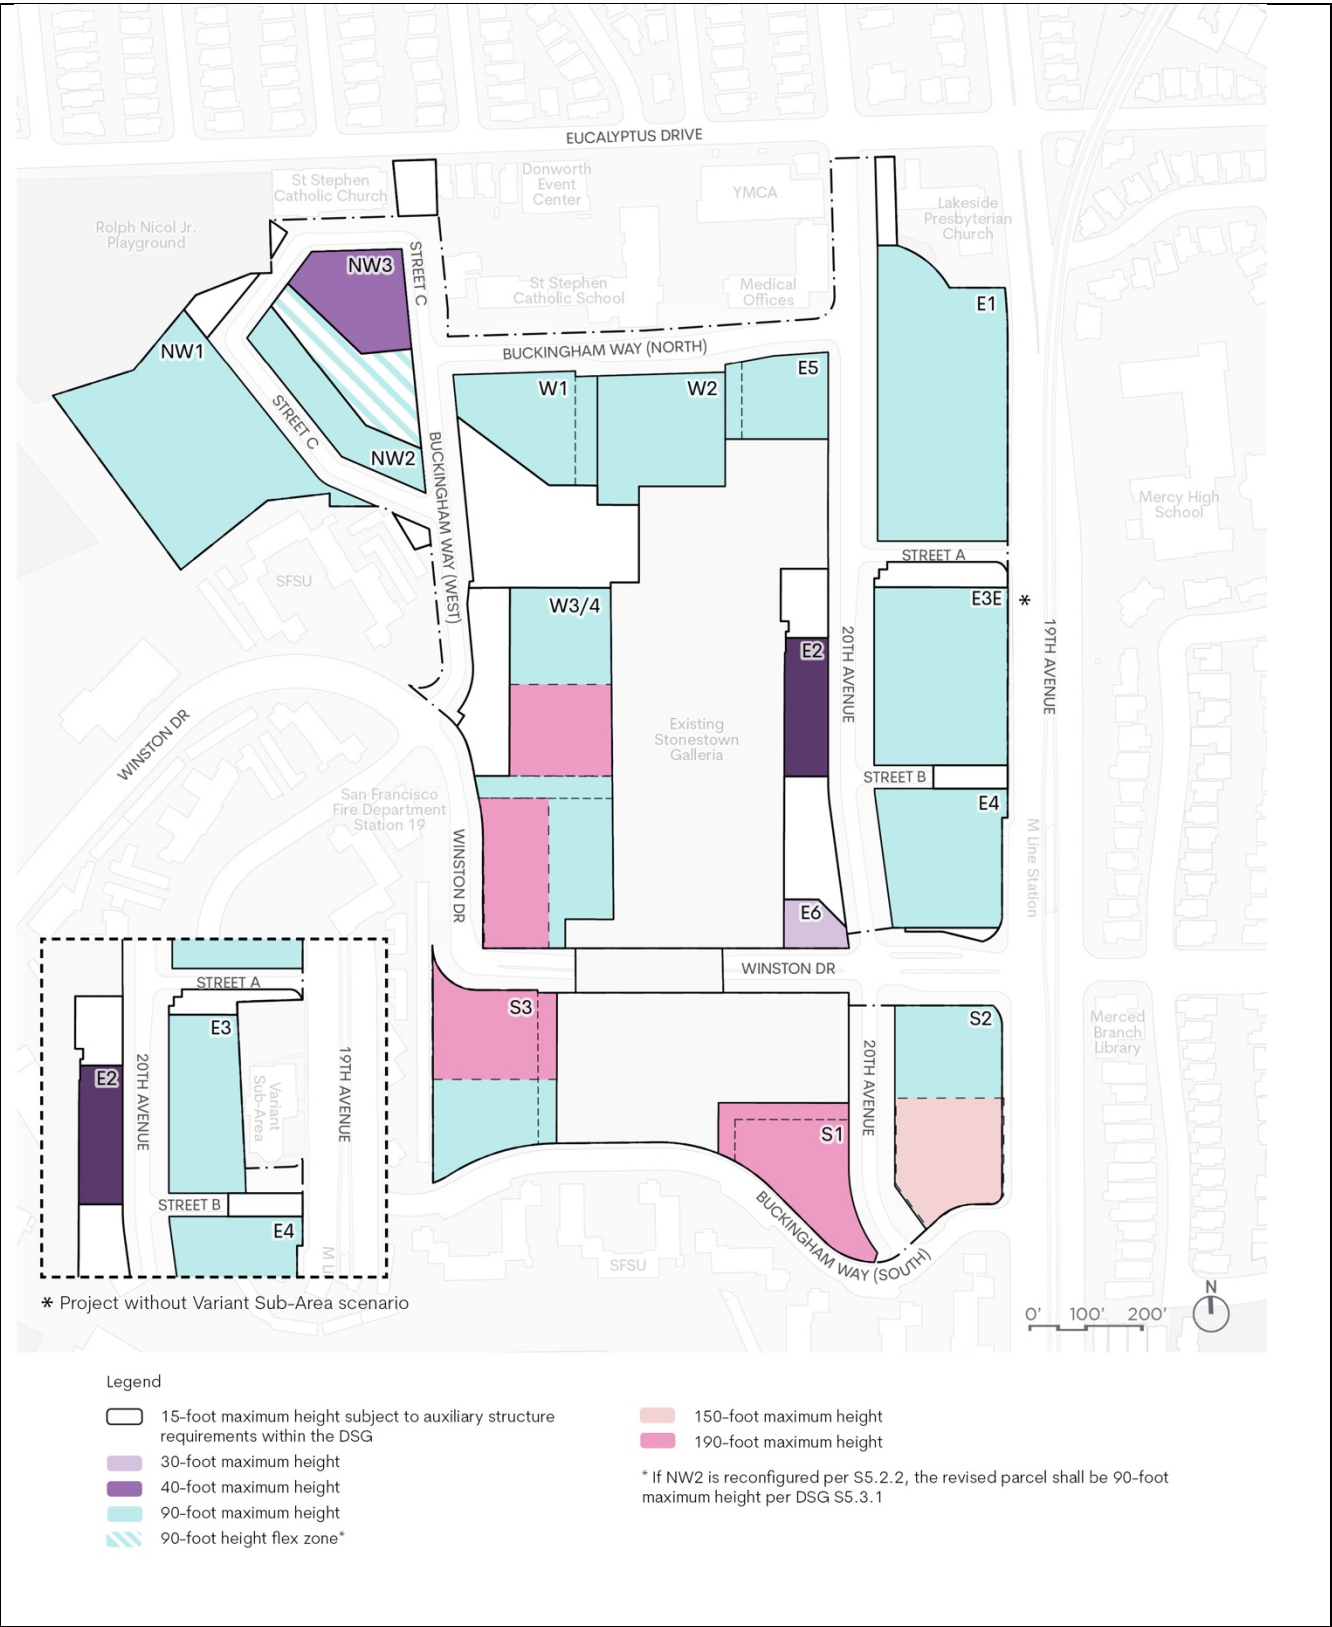 EUCALYPTUS DRIVE
St Stephen
Catholic Church
Donworth
Event
Center
YMCA
Lakeside
Presbyterian
Church
Rolph Nicol Jr.
Playground
NW3
STREET C
St Stephen
Catholic School
Medical
Offices
E1
NW1
BUCKINGHAM WAY (NORTH)
W1
W2
E5
STREET C
NW2
BUCKINGHAM WAY (WEST)
Mercy High
School
STREET A
SFSU
W3/4
E3E
*
E2
20TH AVENUE
19TH AVENUE
Existing
Stonestown
Galleria
WINSTON DR
STREET B
San Francisco
Fire Department
Station 19
E4
WINSTON DR
M Line Station
E6
WINSTON DR
STREET A
S3
S2
Merced
Branch
Library
E3
E2
20TH AVENUE
Variant
Sub-Area
19TH AVENUE
20TH AVENUE
S1
STREET B
E4
M Li
BUCKINGHAM WAY (SOUTH)
SFSU
* Project without Variant Sub-Area scenario
N
0' 100' 200'
Legend
15-foot maximum height subject to auxiliary structure
requirements within the DSG
30-foot maximum height
40-foot maximum height
90-foot maximum height
90-foot height flex zone*
150-foot maximum height
190-foot maximum height
* If NW2 is reconfigured per S5.2.2, the revised parcel shall be 90-foot
maximum height per DSG S5.3.1